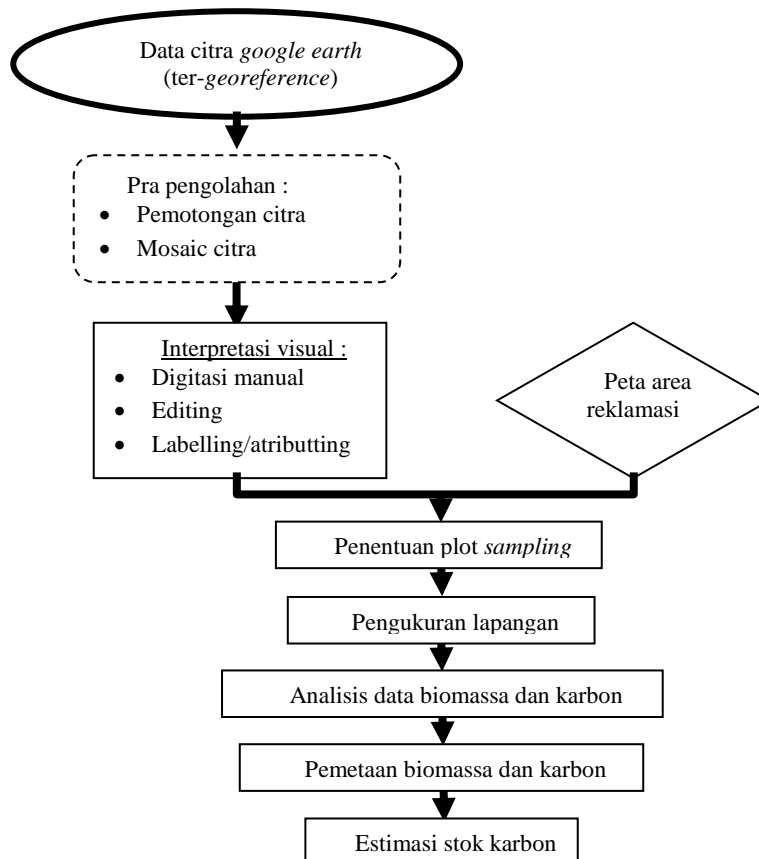 Data citra google earth
(ter-georeference)
Pra pengolahan :
• Pemotongan citra
• Mosaic citra
Interpretasi visual :
• Digitasi manual
• Editing
• Labelling/atributting
Peta area
reklamasi
Penentuan plot sampling
Pengukuran lapangan
Analisis data biomassa dan karbon
Pemetaan biomassa dan karbon
Estimasi stok karbon